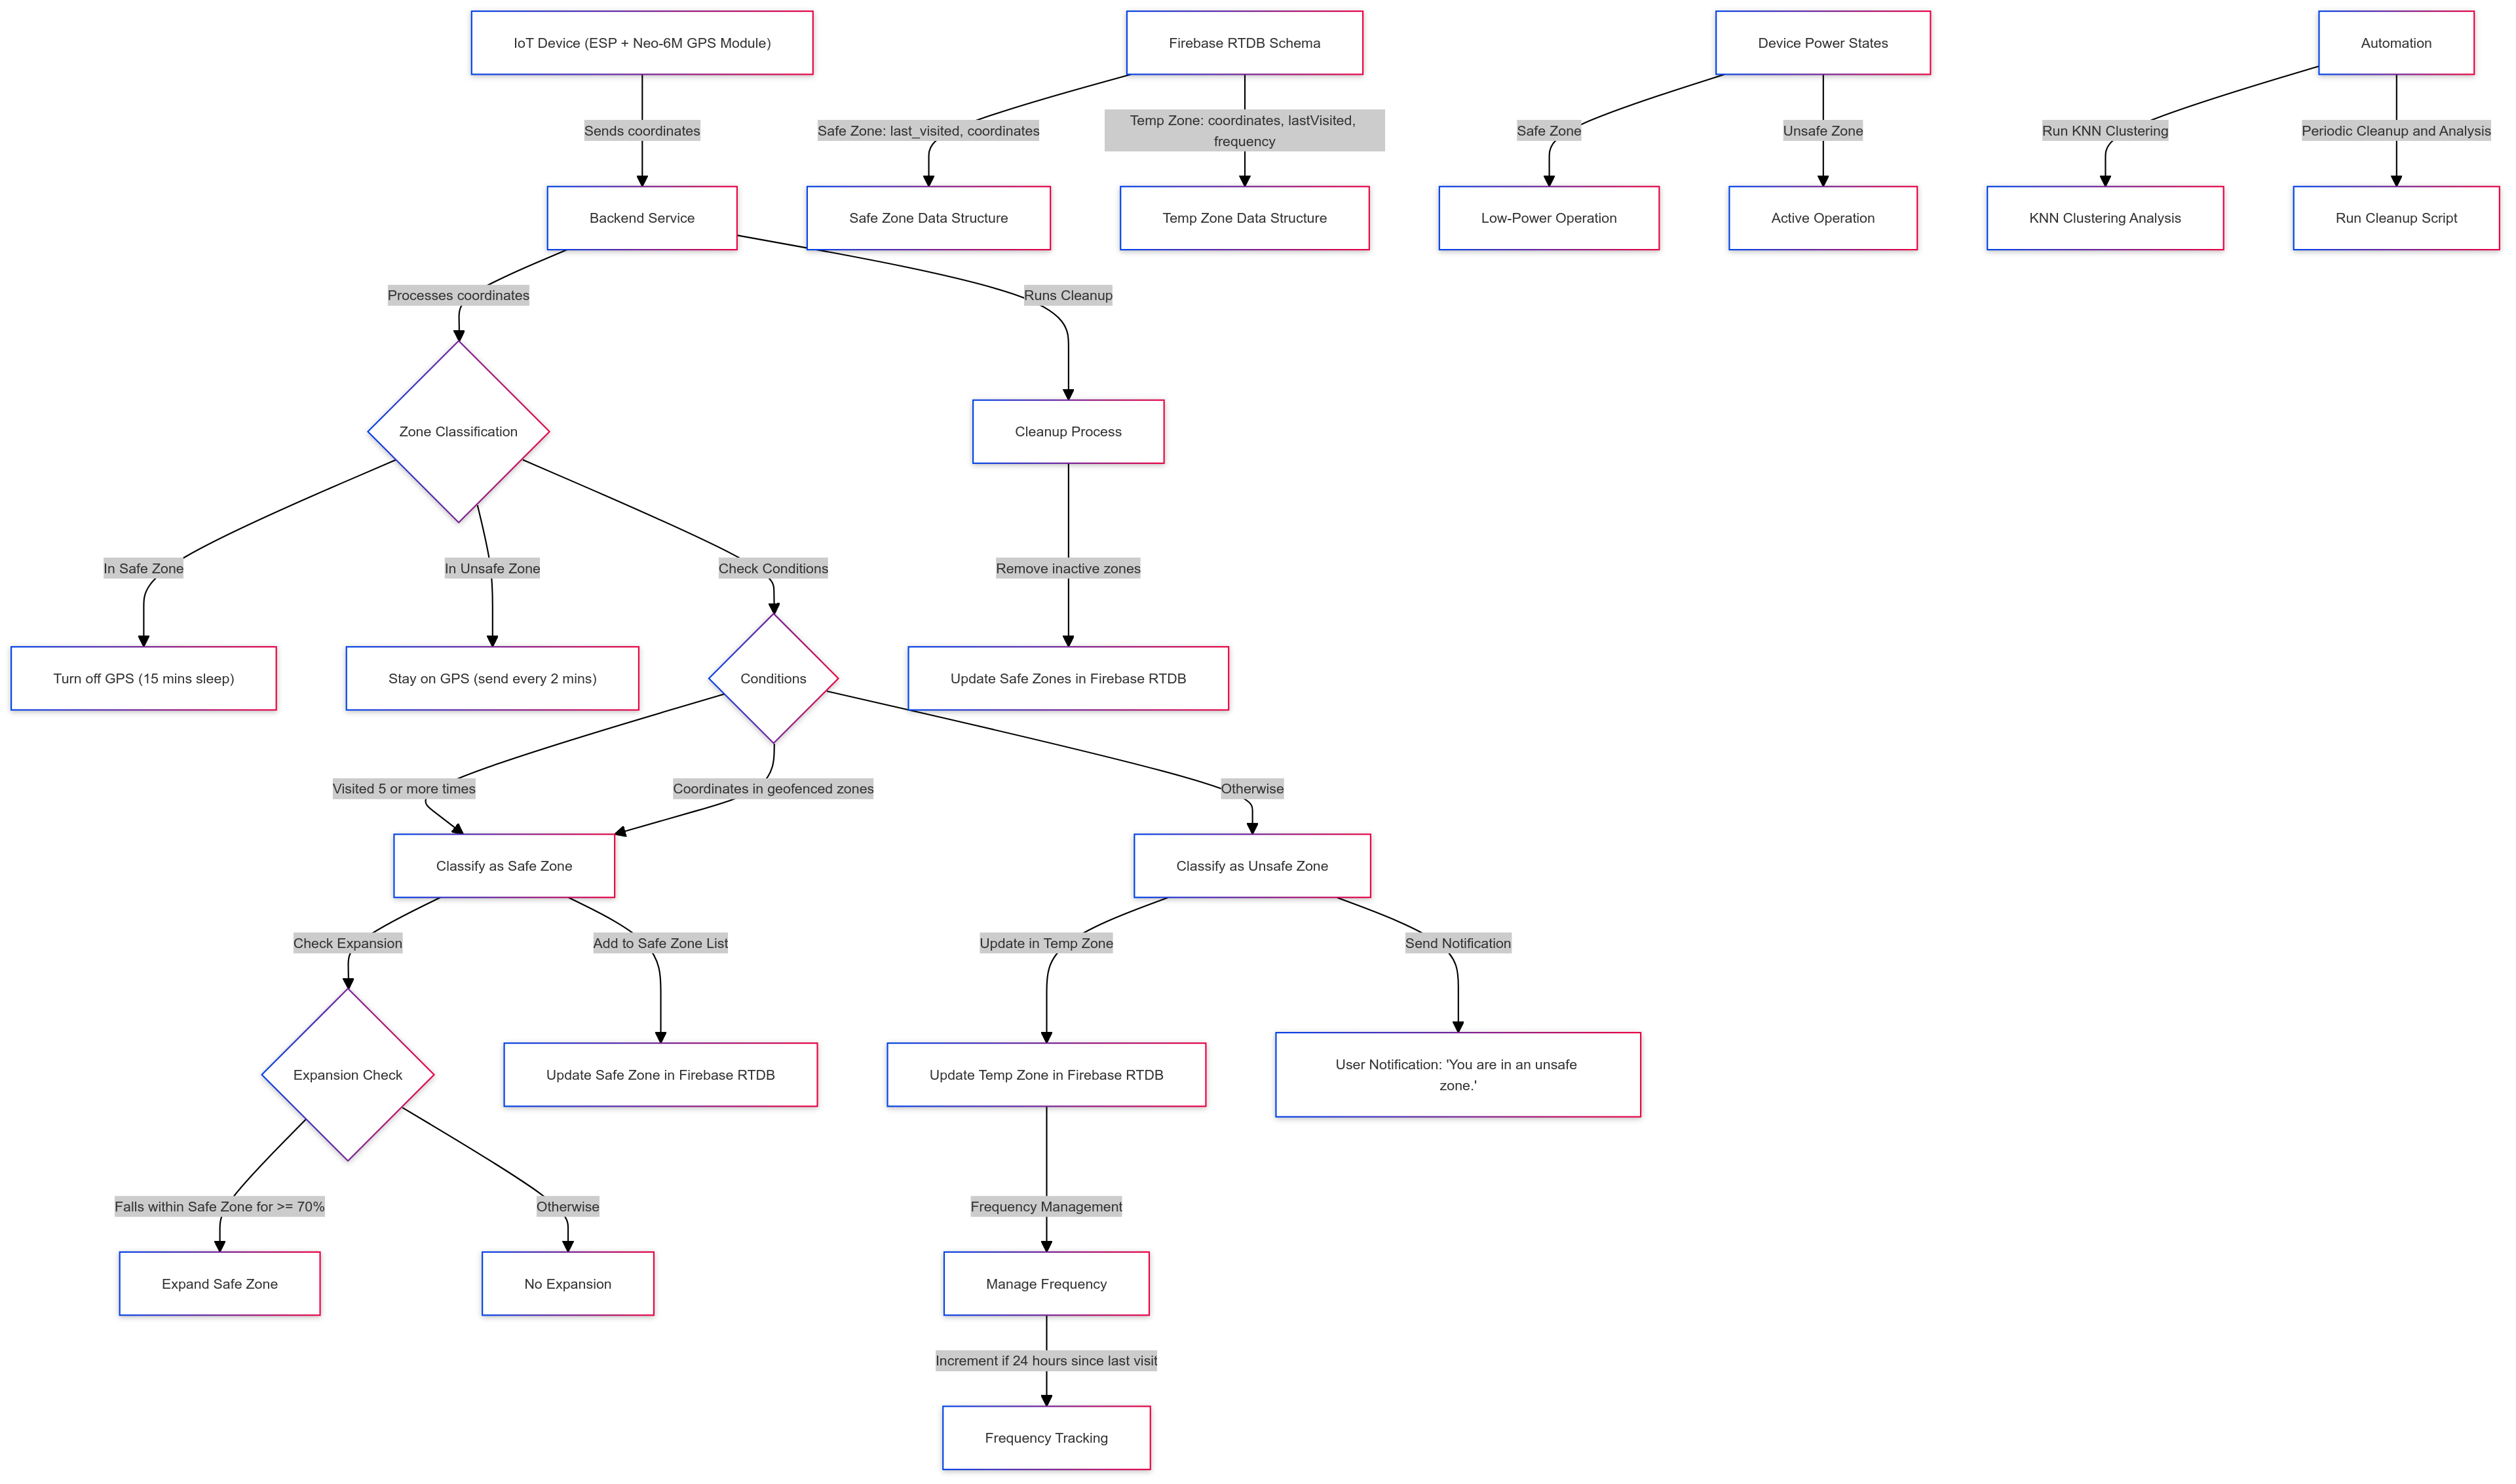 IoT Device (ESP + Neo-6M GPS Module)
Firebase RTDB Schema
Device Power States
Automation
Sends coordinates
Safe Zone: last_visited, coordinates
Temp Zone: coordinates, lastVisited,
frequency
Safe Zone
Unsafe Zone
Run KNN Clustering
Periodic Cleanup and Analysis
Backend Service
Safe Zone Data Structure
Temp Zone Data Structure
Low-Power Operation
Active Operation
KNN Clustering Analysis
Run Cleanup Script
Processes coordinates
Runs Cleanup
Zone Classification
Cleanup Process
In Safe Zone
In Unsafe Zone
Check Conditions
Remove inactive zones
Turn off GPS (15 mins sleep)
Stay on GPS (send every 2 mins)
Conditions
Update Safe Zones in Firebase RTDB
Visited 5 or more times
Coordinates in geofenced zones
Otherwise
Classify as Safe Zone
Classify as Unsafe Zone
Check Expansion
Add to Safe Zone List
Update in Temp Zone
Send Notification
Expansion Check
Update Safe Zone in Firebase RTDB
Update Temp Zone in Firebase RTDB
User Notification: 'You are in an unsafe
zone.'
Falls within Safe Zone for >= 70%
Otherwise
Frequency Management
Expand Safe Zone
No Expansion
Manage Frequency
Increment if 24 hours since last visit
Frequency Tracking